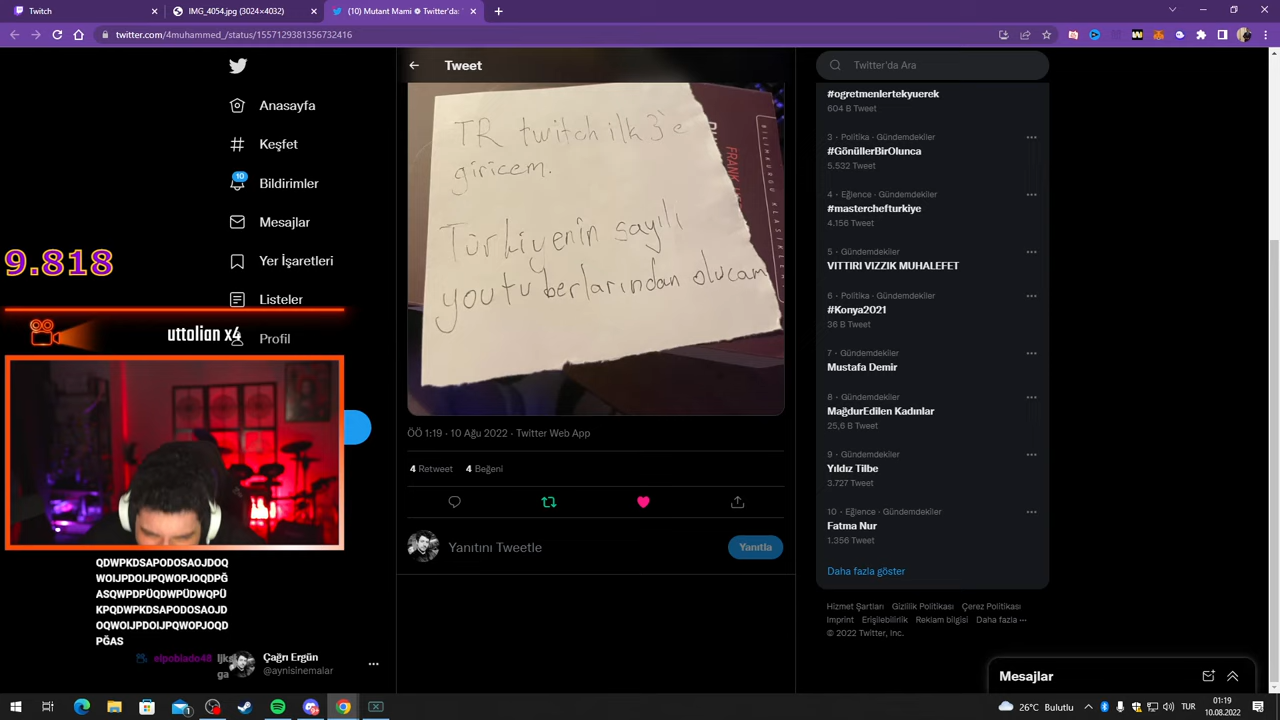 Twitch
IMG_4054.jpg (3024×4032)
twitter.com/4muhammed_/status/1557129381356732416
Anasayfa
Keşfet
10
Bildirimler
Mesajlar
Yer İşaretleri
Listeler
Profil
9.818
uttolian x4
QDWPKDSAPODOSAOJDOQ
WOIJPDOIJPQWOPJOQDPĞ
ASQWPDPÜQDWPÜDWQPÜ
KPQDWPKDSAPODOSAOJD
OQWOIJPDOIJPQWOPJOQD
PĞAS
elpoblado48
Çağrı Ergün
@aynisinemalar
Tweet
TR twitch ilk 3'e
giricem.
Türkiyenin sayılı
youtuberlarından olucam
FRANK
ÖÖ 1:19 · 10 Ağu 2022 · Twitter Web App
4 Retweet 4 Beğeni
Yanıtını Tweetle
Yanıtla
Twitter'da Ara
#ogretmenlertekyuerek
604 B Tweet
3 · Politika · Gündemdekiler
#GönüllerBirOlunca
5.532 Tweet
4 · Eğlence · Gündemdekiler
#masterchefturkiye
4.156 Tweet
5 · Gündemdekiler
VITTIRI VIZZIK MUHALEFET
6 · Politika · Gündemdekiler
#Konya2021
36 B Tweet
7 · Gündemdekiler
Mustafa Demir
8 · Gündemdekiler
MağdurEdilen Kadınlar
25,6 B Tweet
9 · Gündemdekiler
Yıldız Tilbe
3.727 Tweet
10 · Eğlence · Gündemdekiler
Fatma Nur
1.356 Tweet
Daha fazla göster
Hizmet Şartları Gizlilik Politikası Çerez Politikası
Imprint Erişilebilirlik Reklam bilgisi Daha fazla ···
© 2022 Twitter, Inc.
Mesajlar
26°C Bulutlu
TUR
01:19
10.08.2022